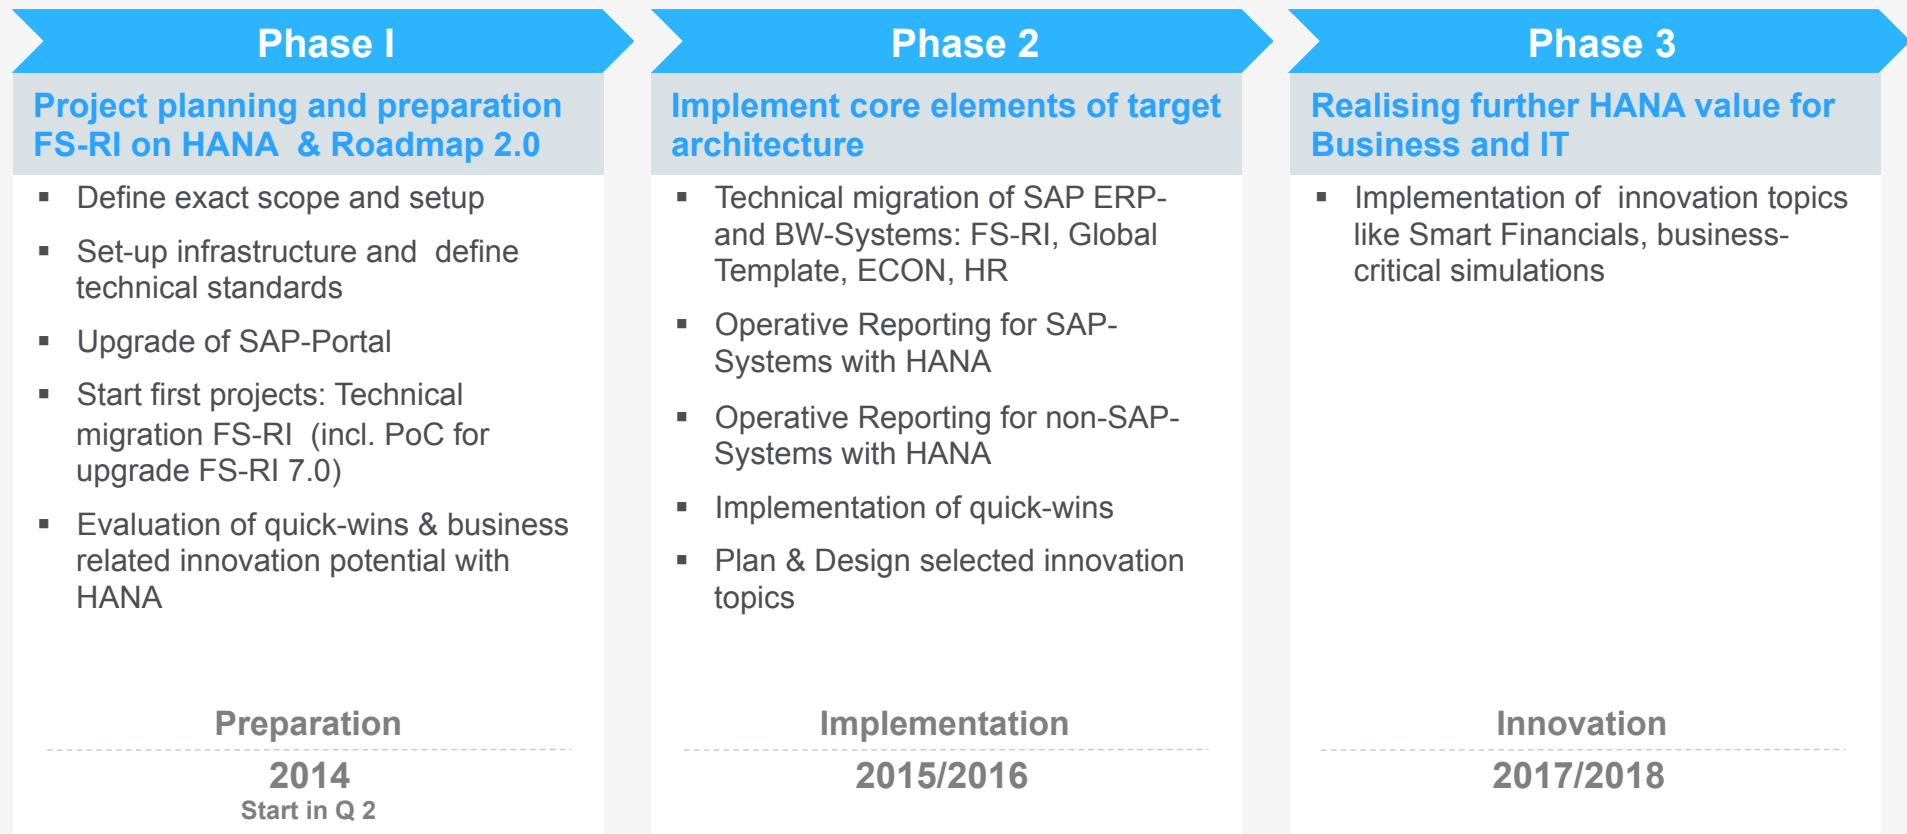 Phase I
Project planning and preparation
FS-RI on HANA & Roadmap 2.0
▪ Define exact scope and setup
▪ Set-up infrastructure and define
technical standards
▪ Upgrade of SAP-Portal
▪ Start first projects: Technical
migration FS-RI (incl. PoC for
upgrade FS-RI 7.0)
▪ Evaluation of quick-wins & business
related innovation potential with
HANA
Preparation
2014
Start in Q 2
Phase 2
Implement core elements of target
architecture
▪ Technical migration of SAP ERP-
and BW-Systems: FS-RI, Global
Template, ECON, HR
▪ Operative Reporting for SAP-
Systems with HANA
▪ Operative Reporting for non-SAP-
Systems with HANA
▪ Implementation of quick-wins
▪ Plan & Design selected innovation
topics
Implementation
2015/2016
Phase 3
Realising further HANA value for
Business and IT
▪ Implementation of innovation topics
like Smart Financials, business-
critical simulations
Innovation
2017/2018